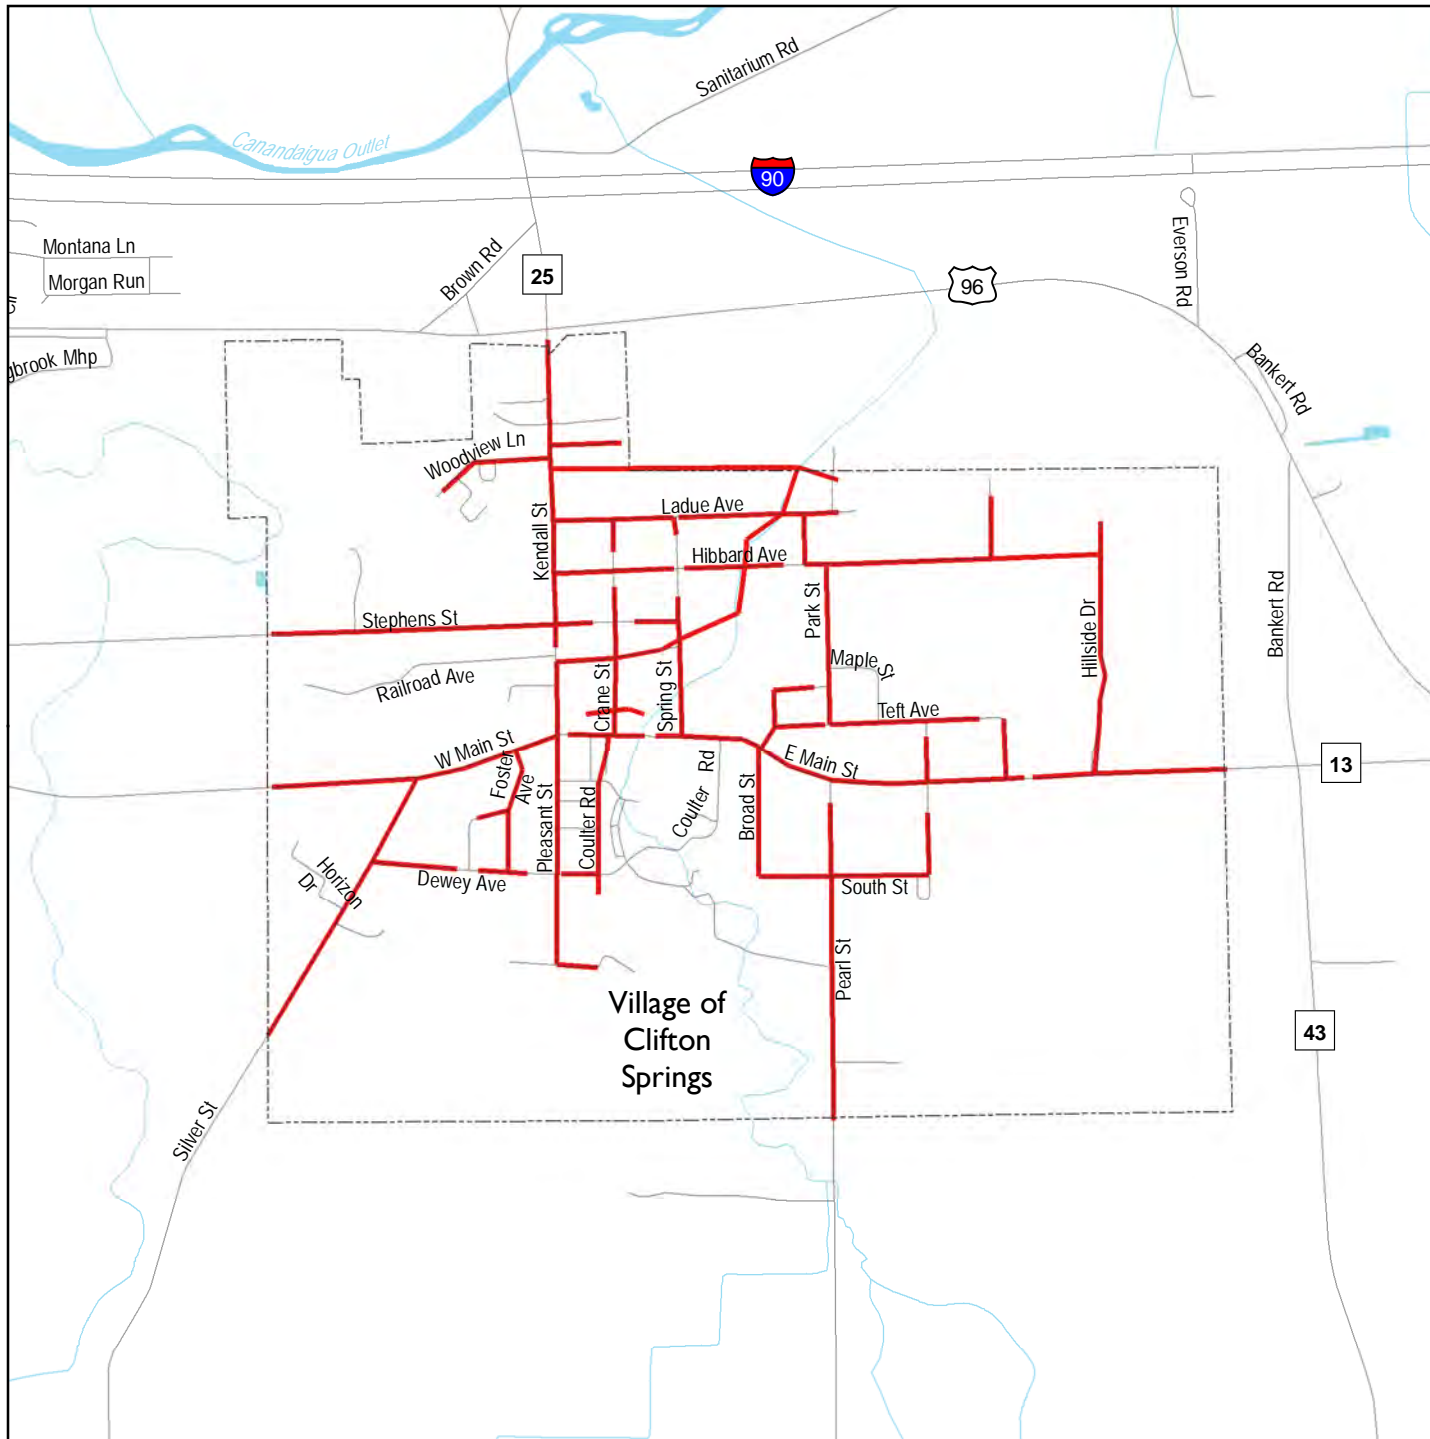 Sanitarium Rd
Canandaigua Outlet
90
Montana Ln
Morgan Run
Brown Rd
25
96
Everson Rd
gbrook Mhp
Bankert Rd
Woodview Ln
Kendall St
Ladue Ave
Hibbard Ave
Park St
Stephens St
Hillside Dr
Bankert Rd
Railroad Ave
Crane St
Spring St
Maple St
Teft Ave
W Main St
Foster
Ave
Pleasant St
Coulter Rd
Coulter Rd
Broad St
E Main St
13
Horizon
Dr
Dewey Ave
South St
Pearl St
Village of
Clifton
Springs
43
Silver St